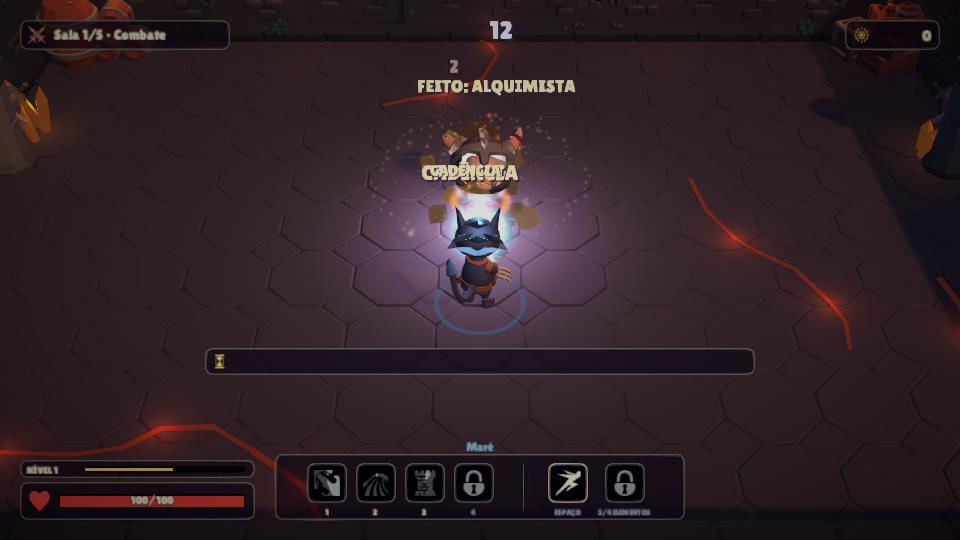 Sala 1/5 - Combate
12
0
2
FEITO: ALQUIMISTA
Maré
NÍVEL 1
100/100
1
2
3
4
ESPAÇO
3/4 ELEMENTOS